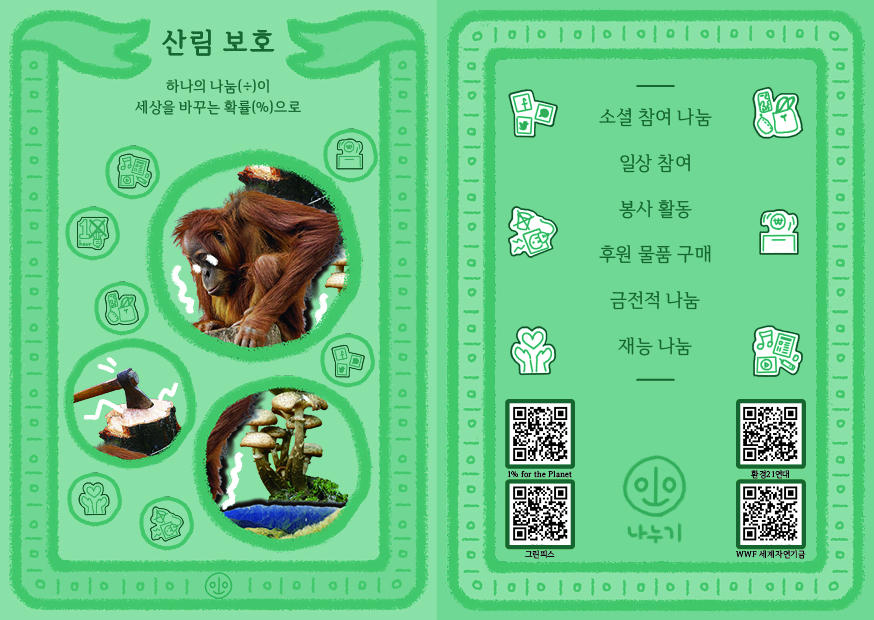 산림 보호
하나의 나눔(÷)이
세상을 바꾸는 확률(%)으로
소셜 참여 나눔
일상 참여
봉사 활동
후원 물품 구매
금전적 나눔
재능 나눔
1% for the Planet
환경21연대
나누기
그린피스
WWF 세계자연기금